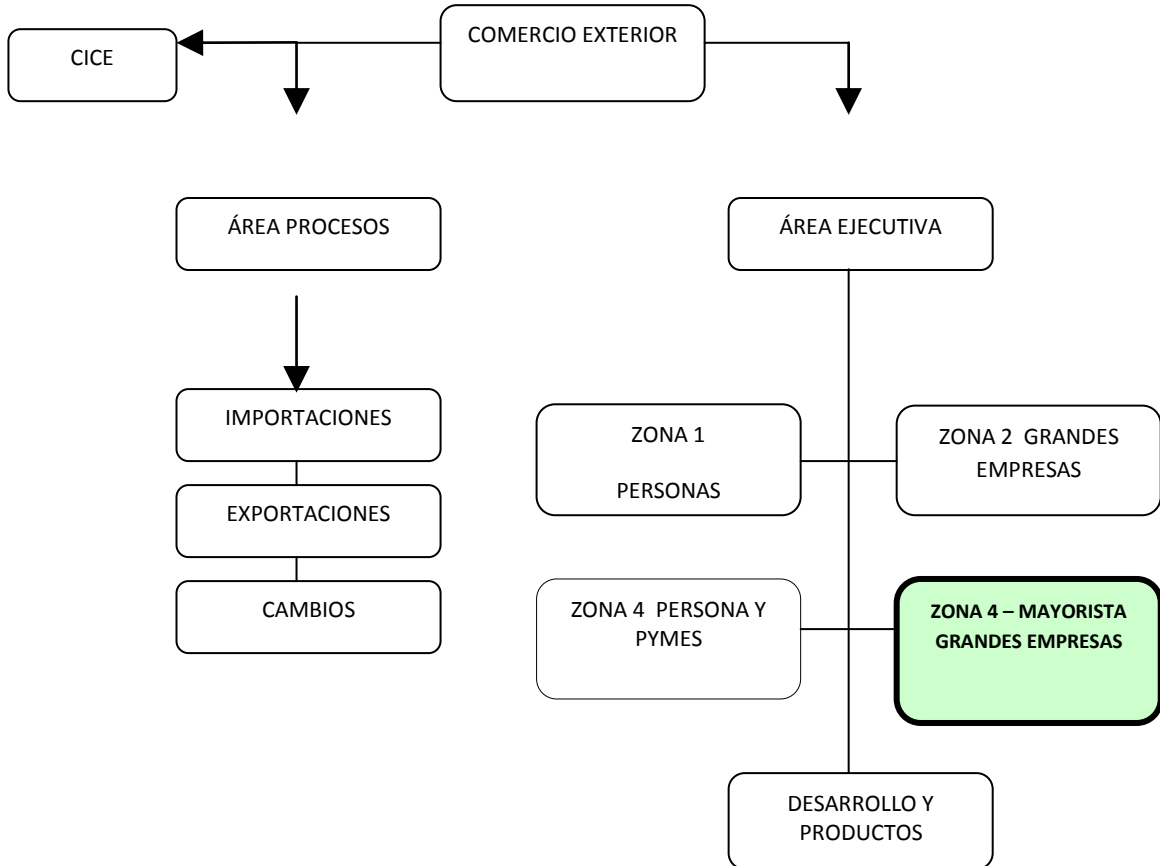 COMERCIO EXTERIOR
CICE
ÁREA PROCESOS
ÁREA EJECUTIVA
IMPORTACIONES
EXPORTACIONES
CAMBIOS
ZONA 1
PERSONAS
ZONA 2 GRANDES
EMPRESAS
ZONA 4 PERSONA Y
PYMES
ZONA 4 – MAYORISTA
GRANDES EMPRESAS
DESARROLLO Y
PRODUCTOS